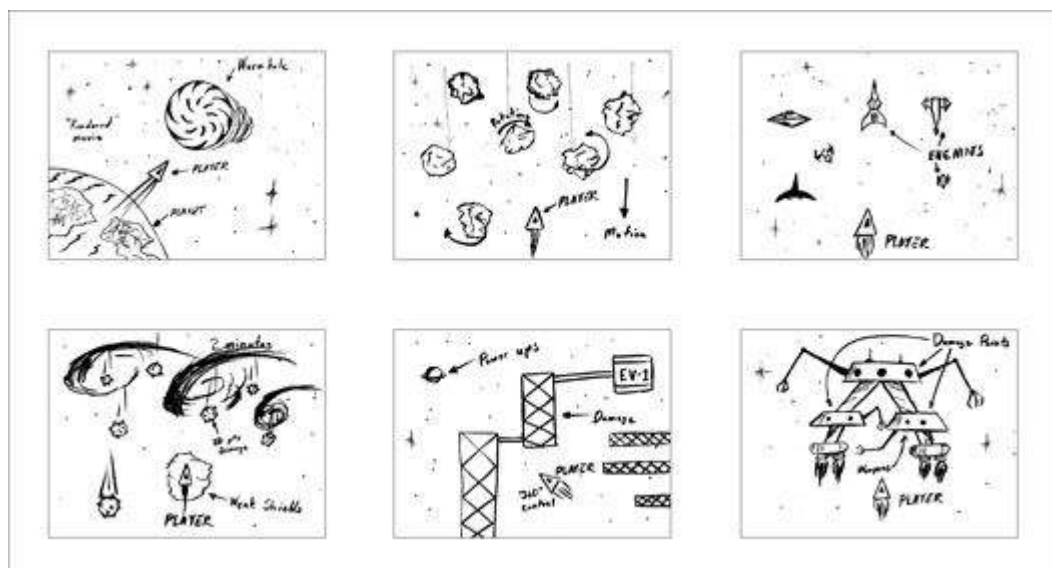 Wormhole
"Rendered"
movie
PLAYER
PLANET
Rotating
PLAYER
Motion
ENEMIES
PLAYER
2 minutes
Damage
Heat Shields
PLAYER
Power ups
EV-1
Damage
PLAYER
360°
control
Damage Points
Weapons
PLAYER